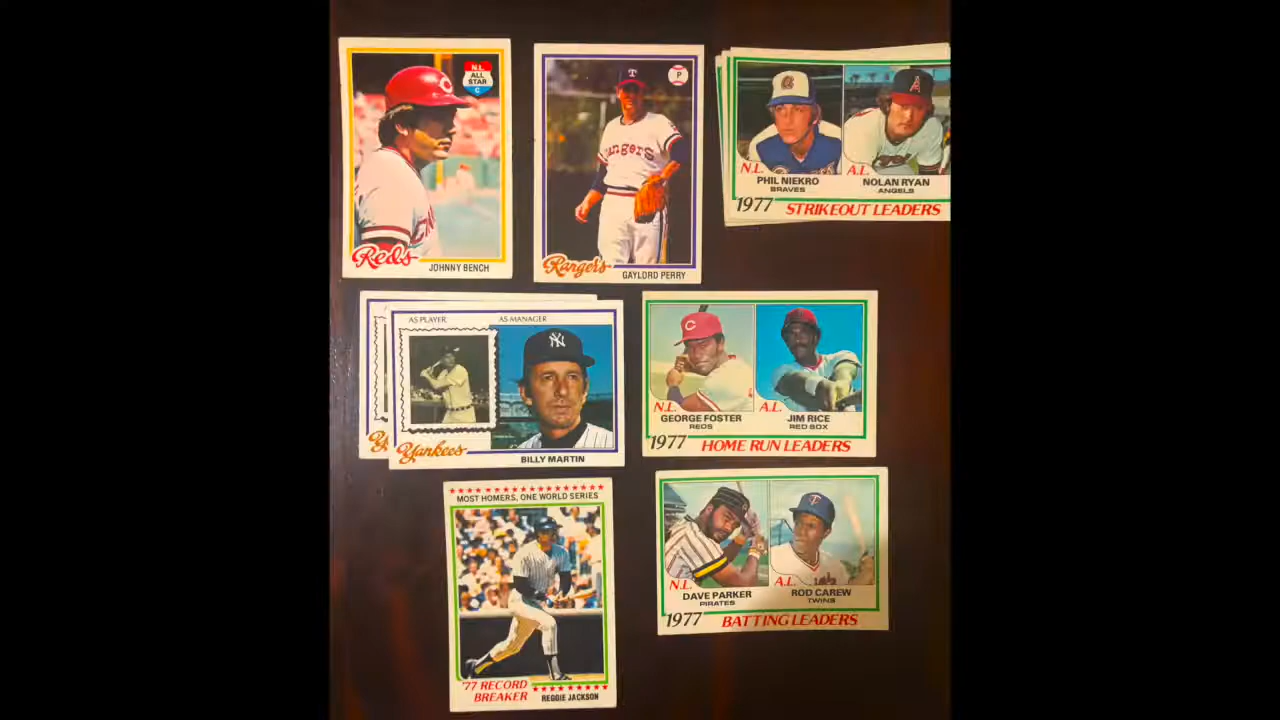 N.L.
ALL
STAR
C
Reds
JOHNNY BENCH
T
P
Rangers
Rangers
GAYLORD PERRY
A
N.L.
PHIL NIEKRO
BRAVES
A.L.
NOLAN RYAN
ANGELS
1977 STRIKEOUT LEADERS
AS PLAYER
AS MANAGER
NY
Yankees
BILLY MARTIN
C
N.L.
GEORGE FOSTER
REDS
A.L.
JIM RICE
RED SOX
1977 HOME RUN LEADERS
MOST HOMERS, ONE WORLD SERIES
'77 RECORD
BREAKER
REGGIE JACKSON
N.L.
DAVE PARKER
PIRATES
A.L.
ROD CAREW
TWINS
1977 BATTING LEADERS